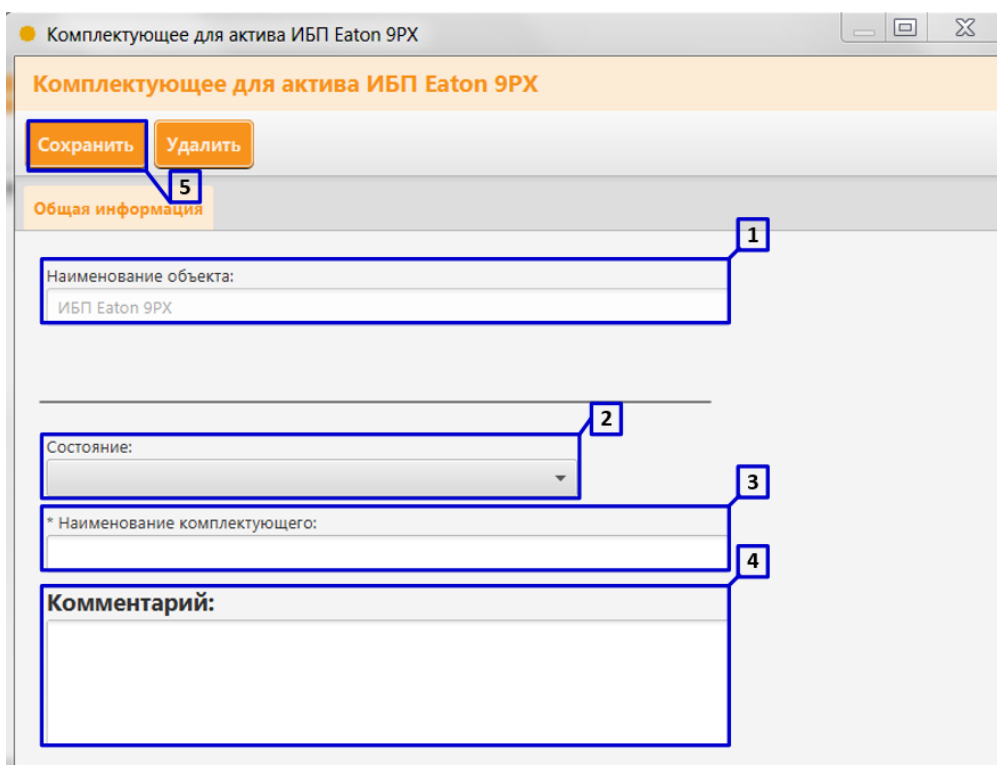 Комплектующее для актива ИБП Eaton 9PX
Комплектующее для актива ИБП Eaton 9PX
Сохранить Удалить
5
Общая информация
1
Наименование объекта:
ИБП Eaton 9PX
2
Состояние:
3
* Наименование комплектующего:
4
Комментарий: